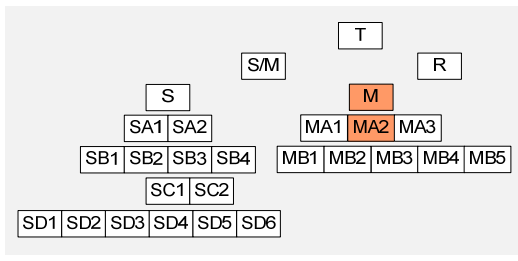 T
S/M R
S M
SA1 SA2 MA1 MA2 MA3
SB1 SB2 SB3 SB4 MB1 MB2 MB3 MB4 MB5
SC1 SC2
SD1 SD2 SD3 SD4 SD5 SD6